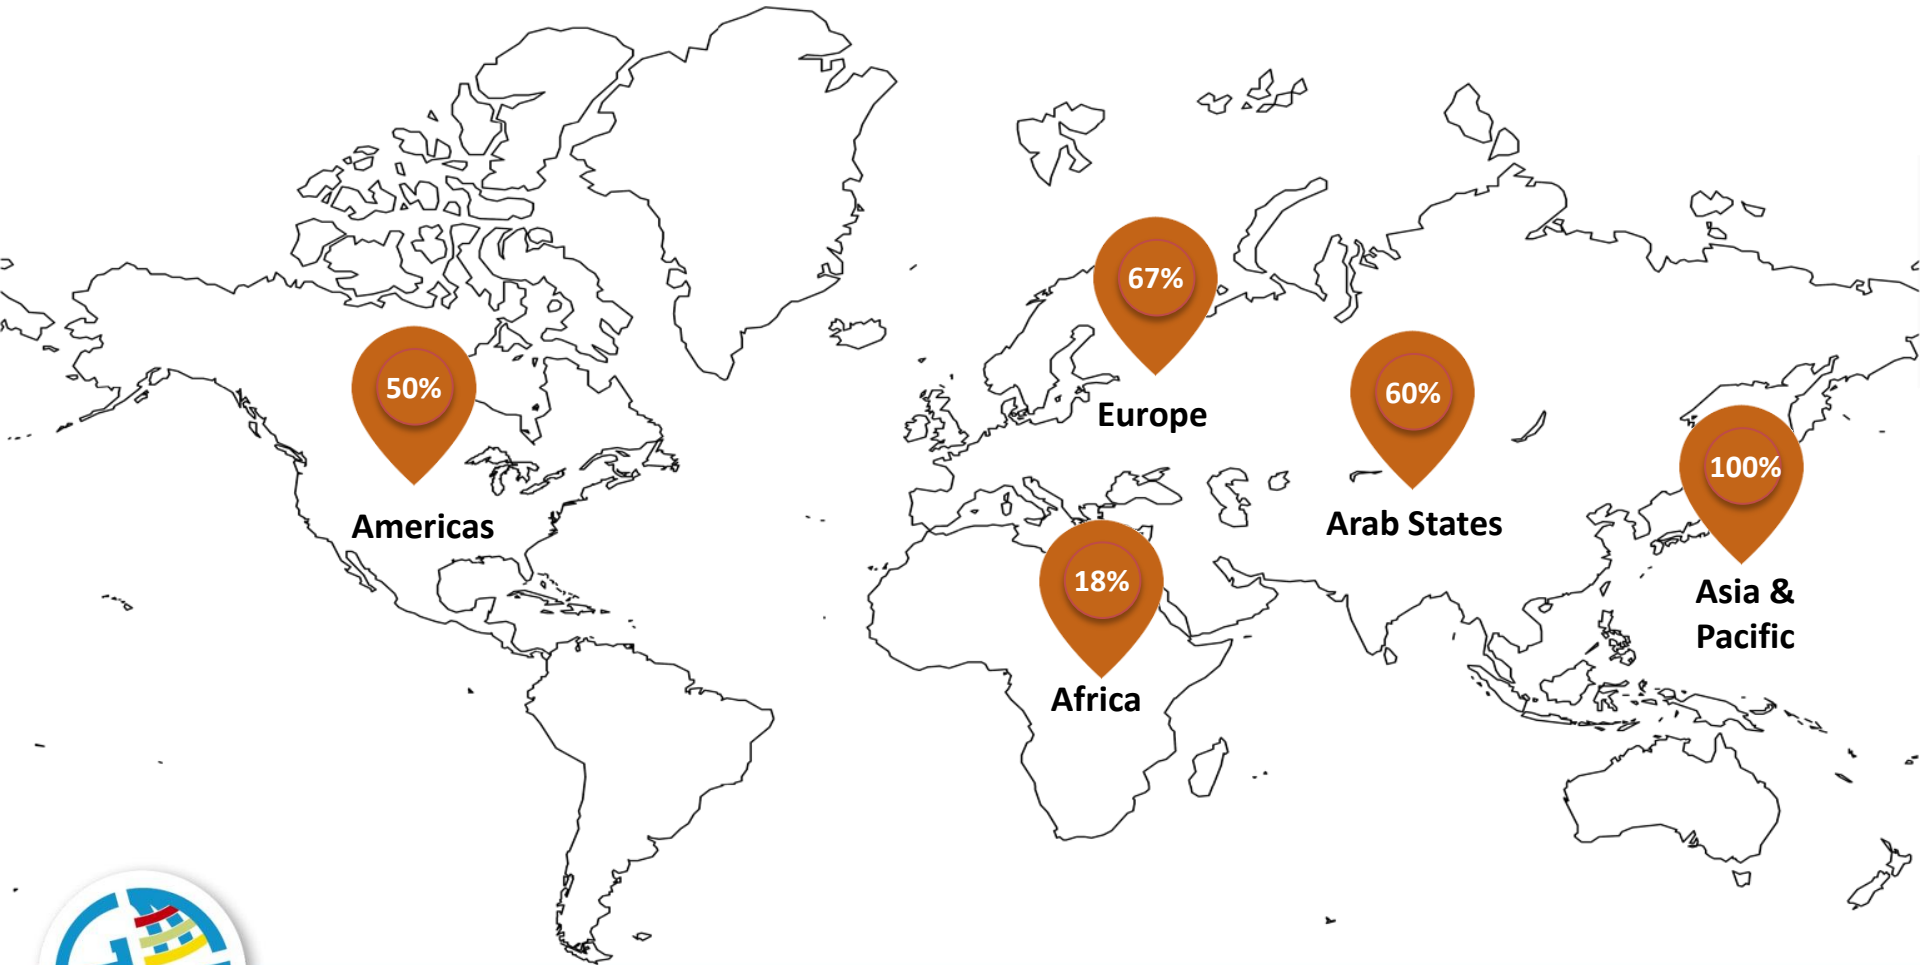 67%
Europe
50%
Americas
60%
Arab States
100%
Asia &
Pacific
18%
Africa